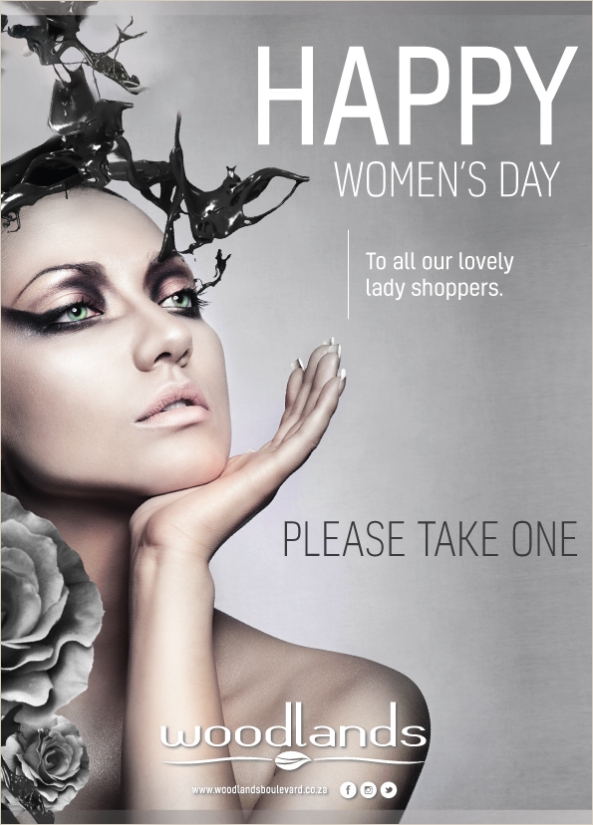 HAPPY
WOMEN'S DAY
To all our lovely
lady shoppers.
PLEASE TAKE ONE
woodlands
www.woodlandsboulevard.co.za